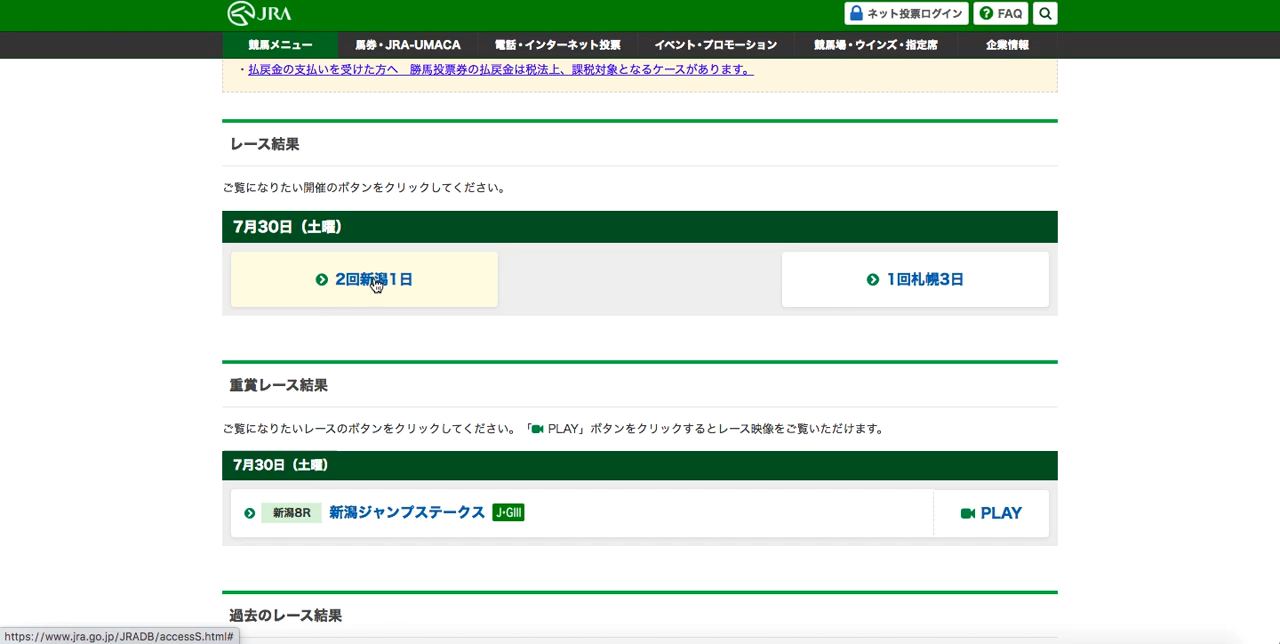 JRA
ネット投票ログイン
FAQ
競馬メニュー
馬券・JRA-UMACA
電話・インターネット投票
イベント・プロモーション
競馬場・ウインズ・指定席
企業情報
・払戻金の支払いを受けた方へ　勝馬投票券の払戻金は税法上、課税対象となるケースがあります。
レース結果
ご覧になりたい開催のボタンをクリックしてください。
7月30日（土曜）
2回新潟1日
1回札幌3日
重賞レース結果
ご覧になりたいレースのボタンをクリックしてください。「PLAY」ボタンをクリックするとレース映像をご覧いただけます。
7月30日（土曜）
新潟8R 新潟ジャンプステークス J・GIII
PLAY
過去のレース結果
https://www.jra.go.jp/JRADB/accessS.html#